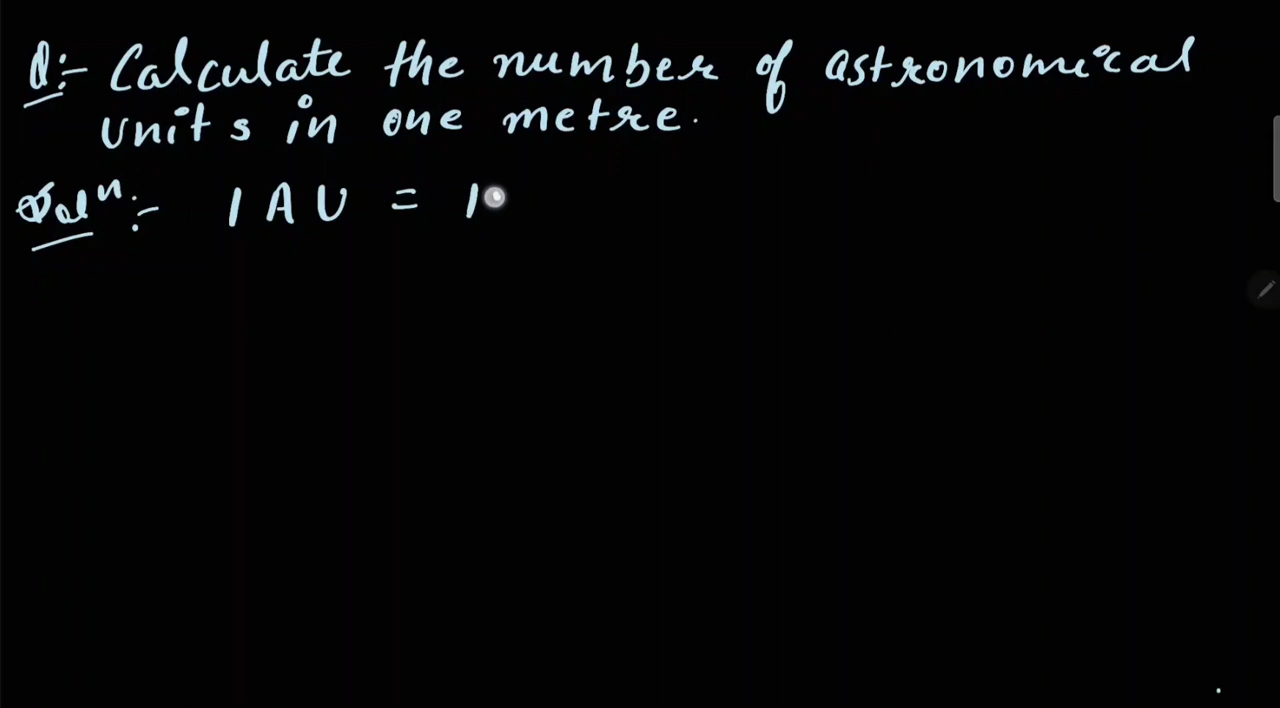 Q:- Calculate the number of astronomical
units in one metre.
Solⁿ:- 1 AU = 1